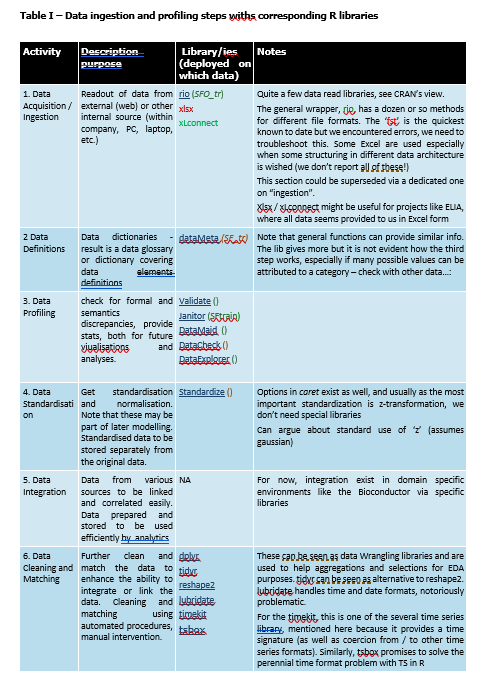 Table I – Data ingestion and profiling steps withs corresponding R libraries
Activity
Description
purpose
Library/ies
(deployed on
which data)
Notes
1. Data
Acquisition /
Ingestion
Readout of data from
external (web) or other
internal source (within
company, PC, laptop,
etc.)
rio (SFO_tr)
xlsx
xLconnect
Quite a few data read libraries, see CRAN's view.
The general wrapper, rio, has a dozen or so methods
for different file formats. The 'fst', is the quickest
known to date but we encountered errors, we need to
troubleshoot this. Some Excel are used especially
when some structuring in different data architecture
is wished (we don't report all of these!)
This section could be superseded via a dedicated one
on "ingestion".
Xlsx / xLconnect might be useful for projects like ELIA,
where all data seems provided to us in Excel form
2 Data
Definitions
Data dictionaries -
result is a data glossary
or dictionary covering
data elements
definitions
dataMeta (SF_tr)
Note that general functions can provide similar info.
The lib gives more but it is not evident how the third
step works, especially if many possible values can be
attributed to a category – check with other data...:
3. Data
Profiling
check for formal and
semantics
discrepancies, provide
stats, both for future
vjualisations and
analyses.
Validate ()
Janitor (SFtrain)
DataMaid ()
DataCheck ()
DataExplorer ()
4. Data
Standardisati
on
Get standardisation
and normalisation.
Note that these may be
part of later modelling.
Standardised data to be
stored separately from
the original data.
Standardize ()
Options in caret exist as well, and usually as the
most important standardization is z-transformation, we
don't need special libraries
Can argue about standard use of 'z' (assumes
gaussian)
5. Data
Integration
Data from various
sources to be linked
and correlated easily.
Data prepared and
stored to be used
efficiently by analytics
NA
For now, integration exist in domain specific
environments like the Bioconductor via specific
libraries
6. Data
Cleaning and
Matching
Further clean and
match the data to
enhance the ability to
integrate or link the
data. Cleaning and
matching using
automated procedures,
manual intervention.
dplyr
tidyr
reshape2
lubridate
timekit
tsbox
These can be seen as data Wrangling libraries and are
used to help aggregations and selections for EDA
purposes. tidyr can be seen as alternative to reshape2.
lubridate handles time and date formats, notoriously
problematic.
For the timekit, this is one of several time series
library, mentioned here because it provides a time
signature (as well as coercion from / to other time
series formats). Similarly, tsbox promises to solve the
perennial time format problem with TS in R